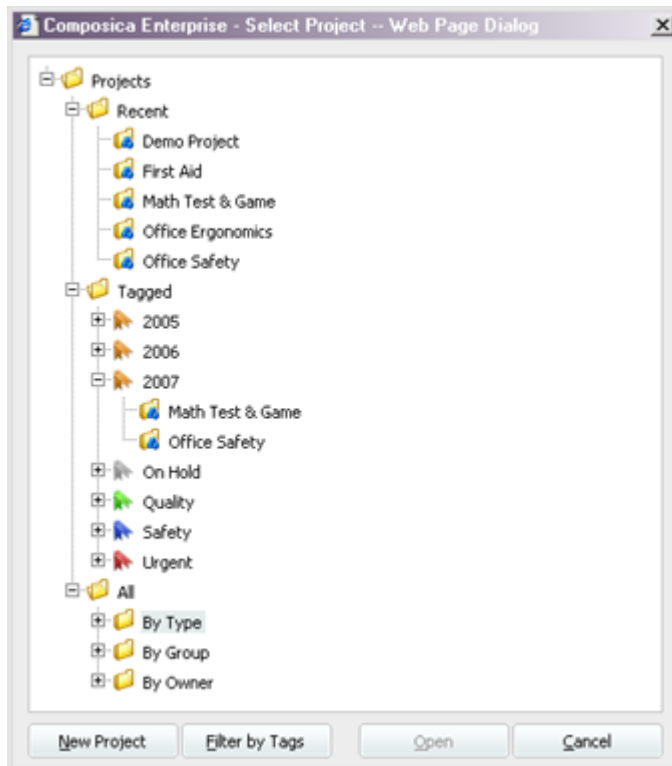 Composica Enterprise - Select Project -- Web Page Dialog
Projects
Recent
Demo Project
First Aid
Math Test & Game
Office Ergonomics
Office Safety
Tagged
2005
2006
2007
Math Test & Game
Office Safety
On Hold
Quality
Safety
Urgent
All
By Type
By Group
By Owner
New Project Filter by Tags Open Cancel